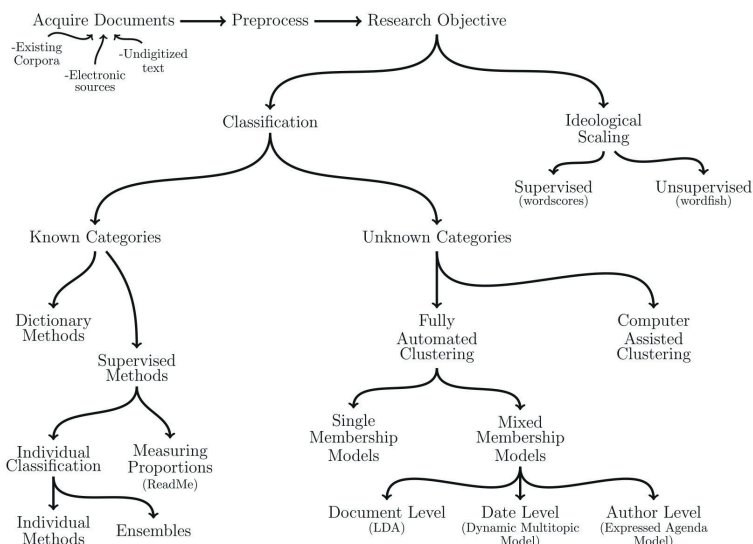 Acquire Documents
Preprocess
Research Objective
-Existing
Corpora
-Electronic
sources
-Undigitized
text
Classification
Ideological
Scaling
Supervised
(wordscores)
Unsupervised
(wordfish)
Known Categories
Unknown Categories
Dictionary
Methods
Supervised
Methods
Fully
Automated
Clustering
Computer
Assisted
Clustering
Individual
Classification
Measuring
Proportions
(ReadMe)
Single
Membership
Models
Mixed
Membership
Models
Individual
Methods
Ensembles
Document Level
(LDA)
Date Level
(Dynamic Multitopic
Model)
Author Level
(Expressed Agenda
Model)